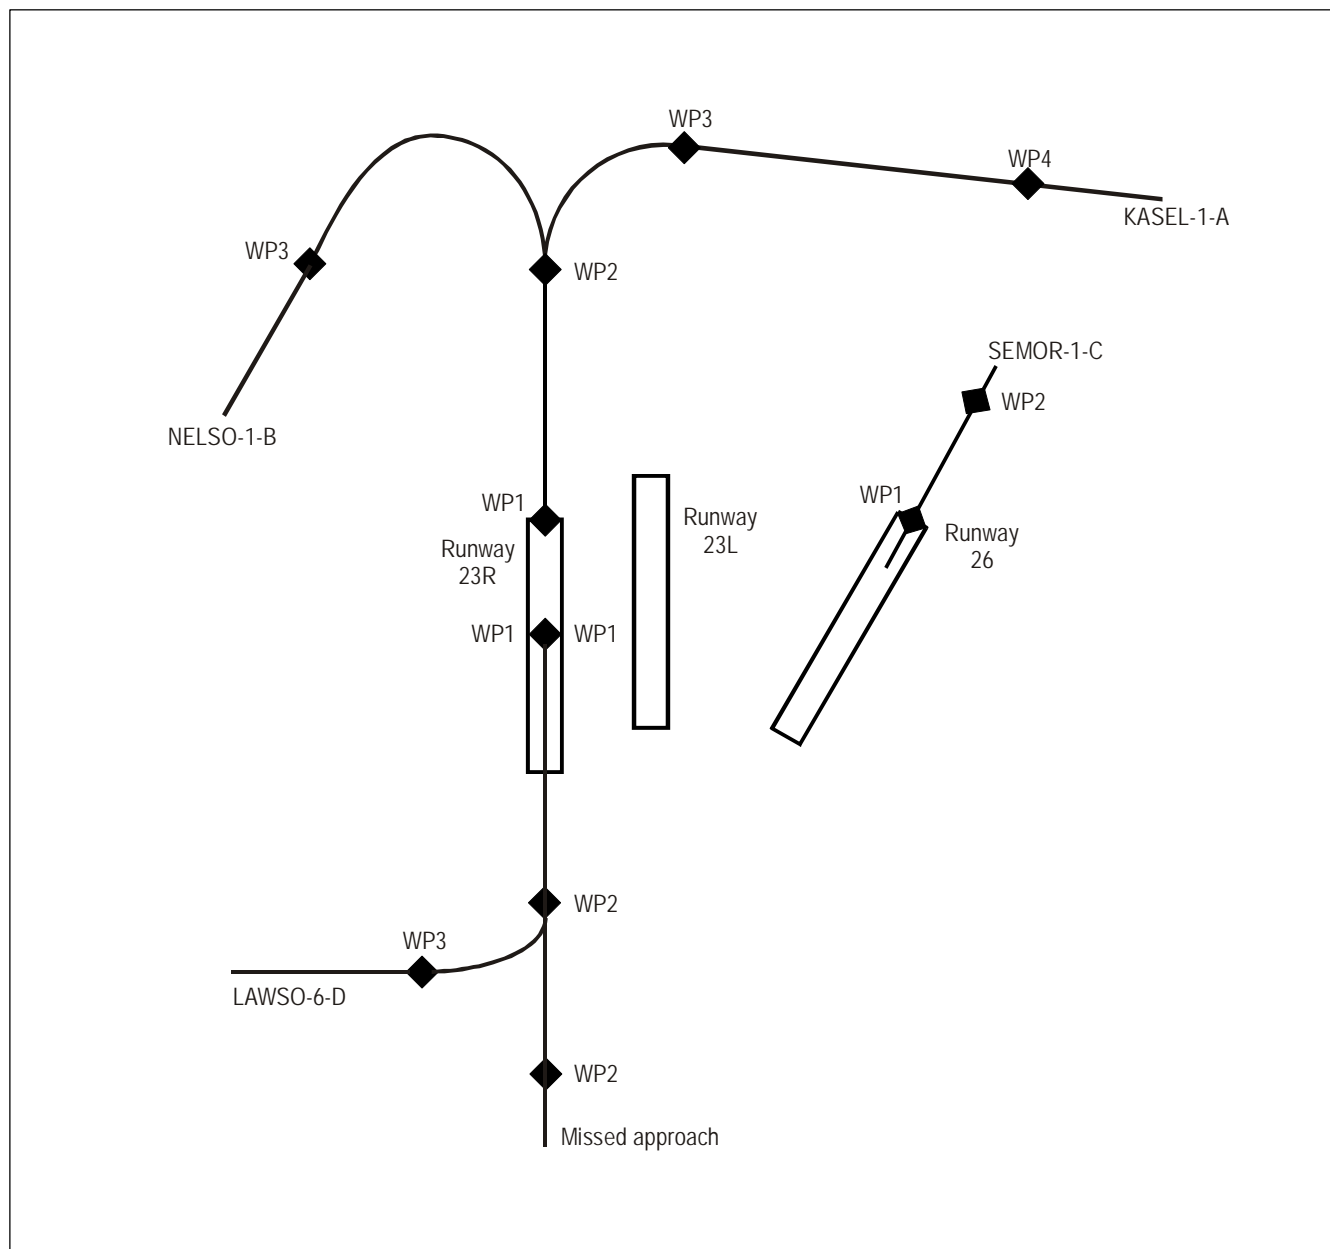 WP3
WP4
KASEL-1-A
WP3
WP2
NELSO-1-B
SEMOR-1-C
WP2
WP1
Runway
23R
Runway
23L
WP1
Runway
26
WP1
WP1
WP2
WP3
LAWSO-6-D
WP2
Missed approach